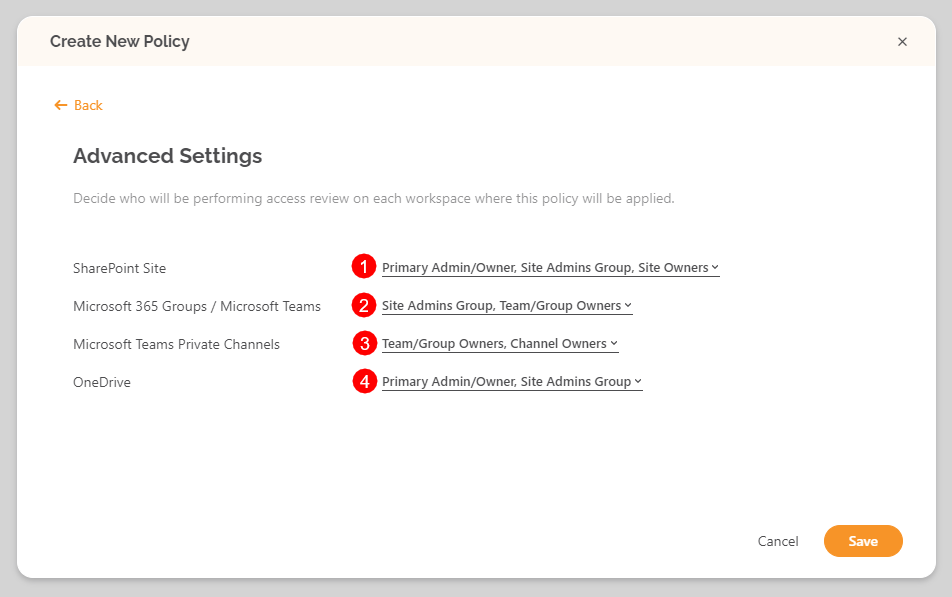 Create New Policy
Back
Advanced Settings
Decide who will be performing access review on each workspace where this policy will be applied.
SharePoint Site 1 Primary Admin/Owner, Site Admins Group, Site Owners
Microsoft 365 Groups / Microsoft Teams 2 Site Admins Group, Team/Group Owners
Microsoft Teams Private Channels 3 Team/Group Owners, Channel Owners
OneDrive 4 Primary Admin/Owner, Site Admins Group
Cancel Save